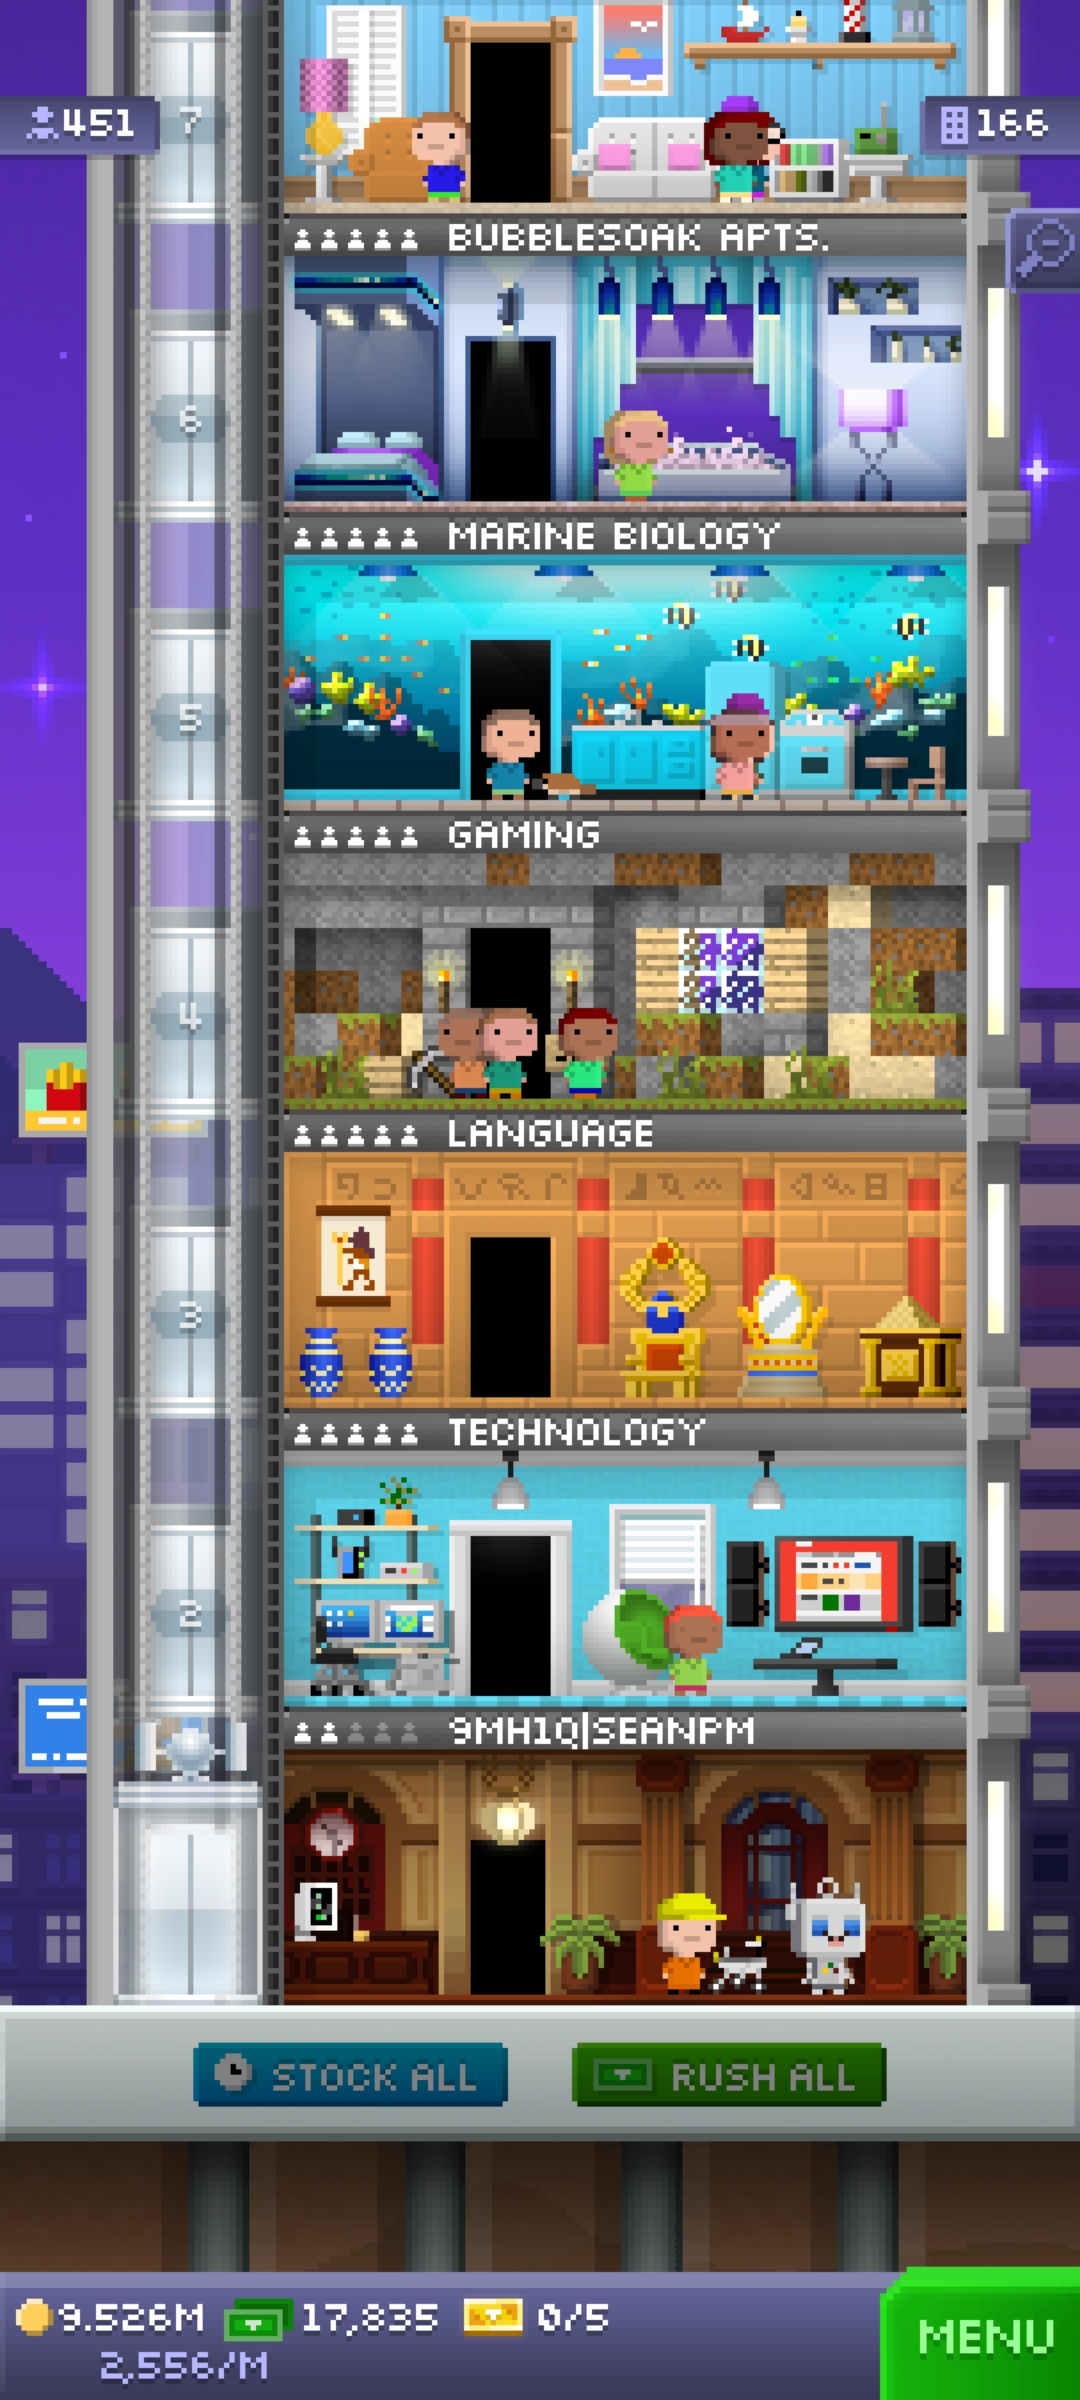 451
7
166
BUBBLESOAK APTS.
6
MARINE BIOLOGY
5
GAMING
4
LANGUAGE
3
TECHNOLOGY
2
9MH1Q|SEANPM
STOCK ALL
RUSH ALL
9.526M
17,835
0/5
2,556/M
MENU